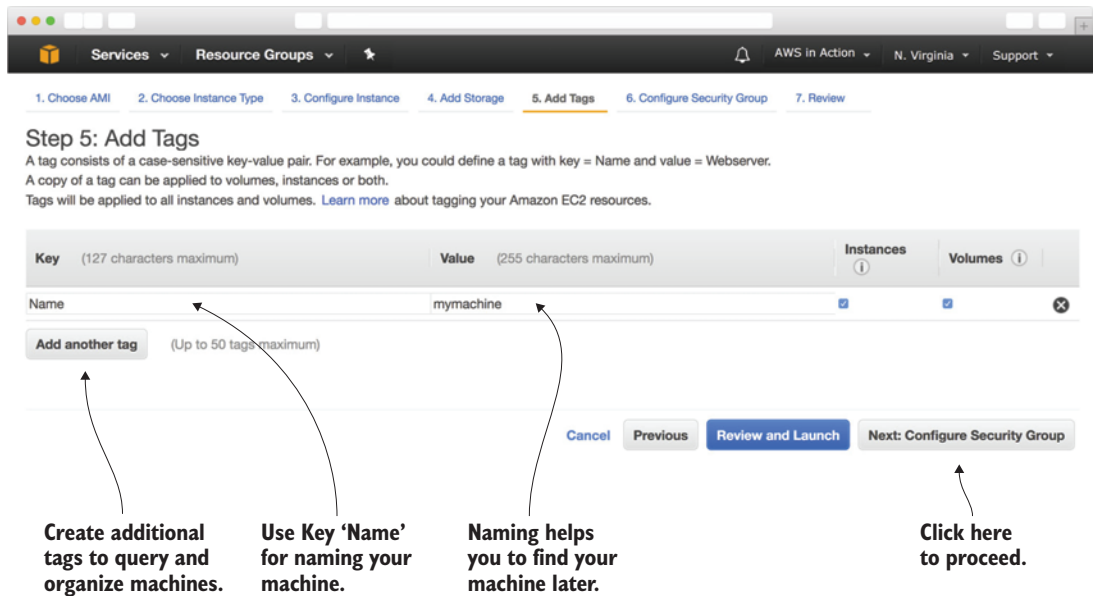 Services Resource Groups AWS in Action N. Virginia Support
1. Choose AMI 2. Choose Instance Type 3. Configure Instance 4. Add Storage 5. Add Tags 6. Configure Security Group 7. Review
Step 5: Add Tags
A tag consists of a case-sensitive key-value pair. For example, you could define a tag with key = Name and value = Webserver.
A copy of a tag can be applied to volumes, instances or both.
Tags will be applied to all instances and volumes. Learn more about tagging your Amazon EC2 resources.
Key (127 characters maximum) Value (255 characters maximum) Instances Volumes
Name mymachine
Add another tag (Up to 50 tags maximum)
Cancel Previous Review and Launch Next: Configure Security Group
Create additional
tags to query and
organize machines.
Use Key ‘Name’
for naming your
machine.
Naming helps
you to find your
machine later.
Click here
to proceed.